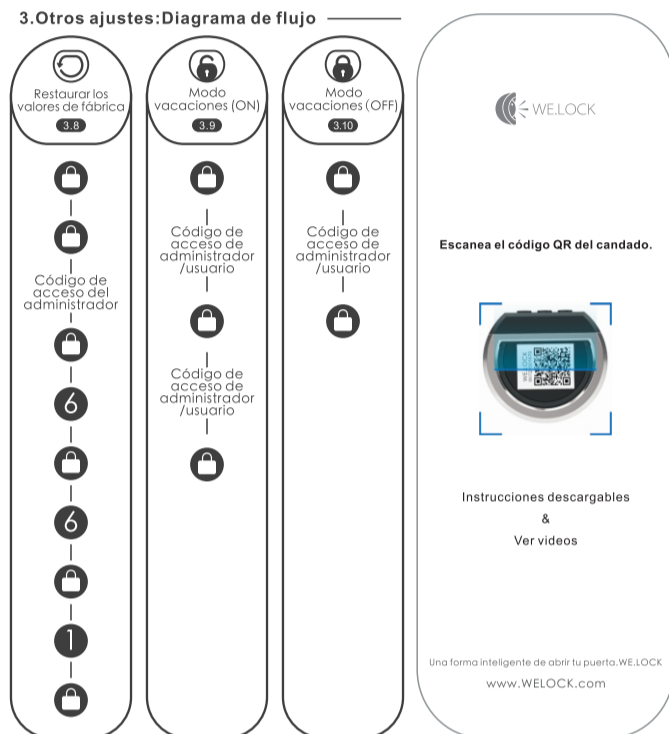 3.Otros ajustes:Diagrama de flujo
Restaurar los
valores de fábrica
3.8
Código de
acceso del
administrador
6
6
1
Modo
vacaciones (ON)
3.9
Código de
acceso de
administrador
/usuario
Código de
acceso de
administrador
/usuario
Modo
vacaciones (OFF)
3.10
Código de
acceso de
administrador
/usuario
WE.LOCK
Escanea el código QR del candado.
WE.LOCK
Instrucciones descargables
&
Ver videos
Una forma inteligente de abrir tu puerta.WE.LOCK
www.WELOCK.com